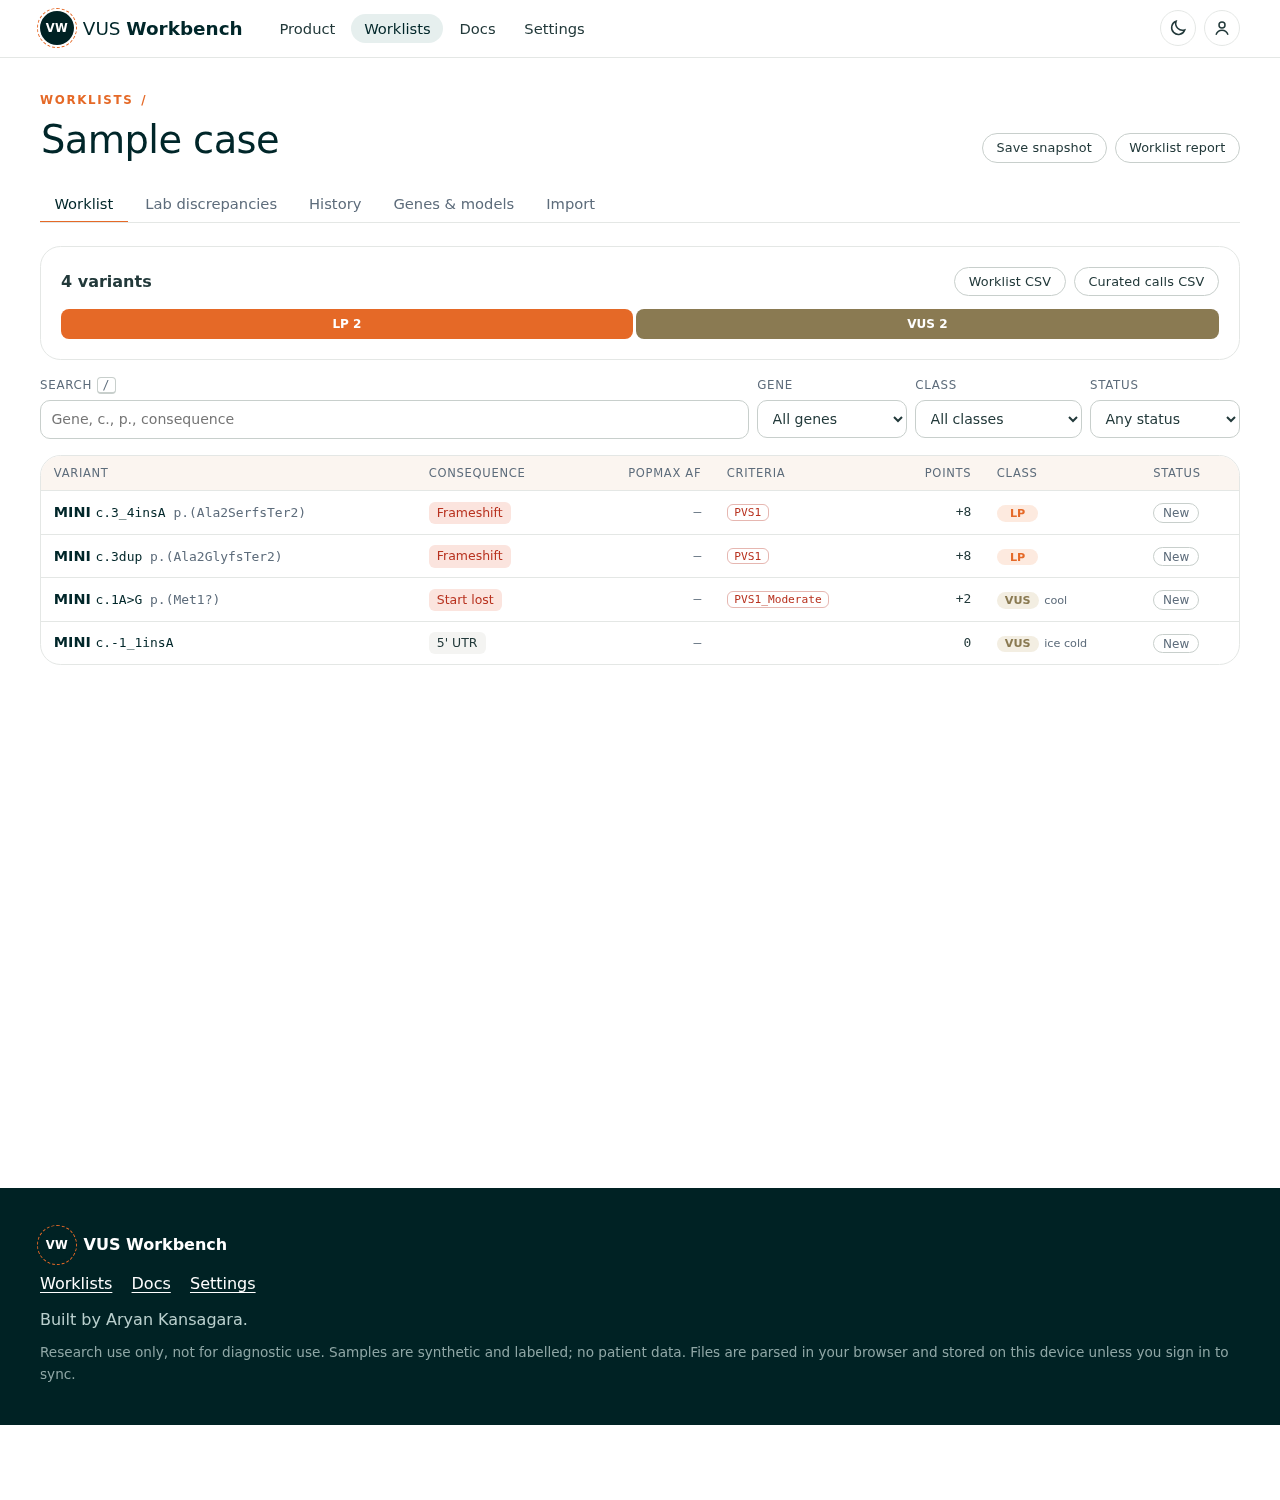 VW VUS Workbench Product Worklists Docs Settings
WORKLISTS /
Sample case
Save snapshot Worklist report
Worklist Lab discrepancies History Genes & models Import
4 variants Worklist CSV Curated calls CSV
LP 2 VUS 2
SEARCH / GENE CLASS STATUS
Gene, c., p., consequence All genes All classes Any status
VARIANT CONSEQUENCE POPMAX AF CRITERIA POINTS CLASS STATUS
MINI c.3_4insA p.(Ala2SerfsTer2) Frameshift — PVS1 +8 LP New
MINI c.3dup p.(Ala2GlyfsTer2) Frameshift — PVS1 +8 LP New
MINI c.1A>G p.(Met1?) Start lost — PVS1_Moderate +2 VUS cool New
MINI c.-1_1insA 5' UTR — 0 VUS ice cold New
VW VUS Workbench
Worklists Docs Settings
Built by Aryan Kansagara.
Research use only, not for diagnostic use. Samples are synthetic and labelled; no patient data. Files are parsed in your browser and stored on this device unless you sign in to
sync.